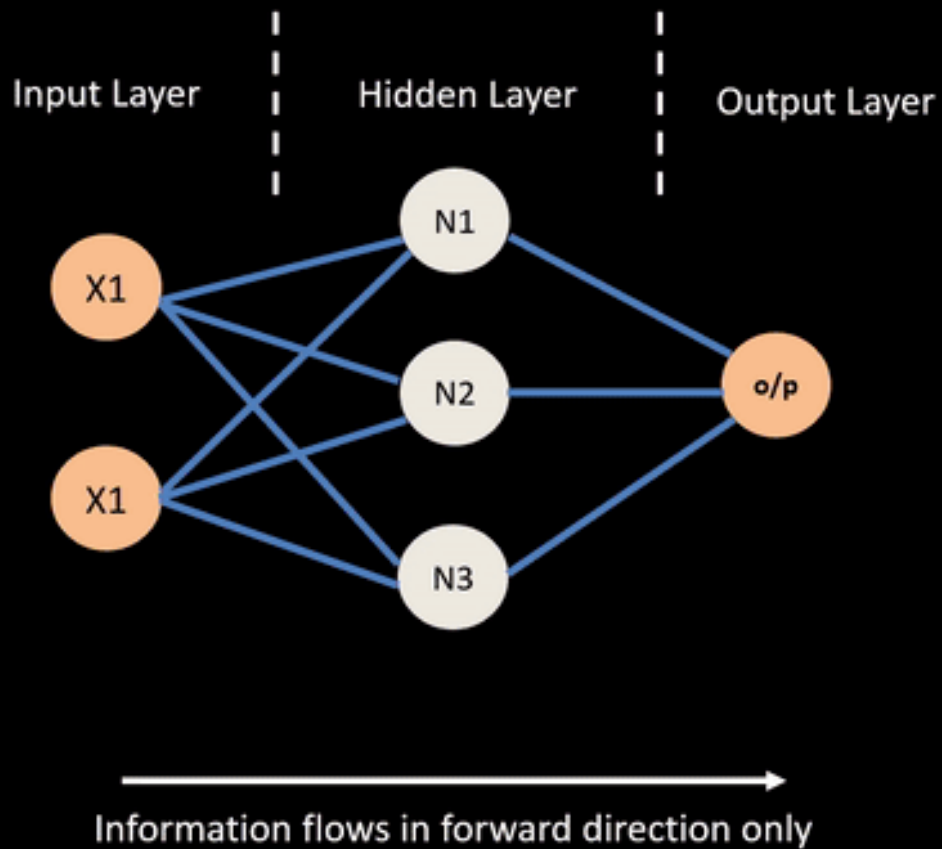 Input Layer
Hidden Layer
Output Layer
N1
X1
N2
o/p
X1
N3
Information flows in forward direction only